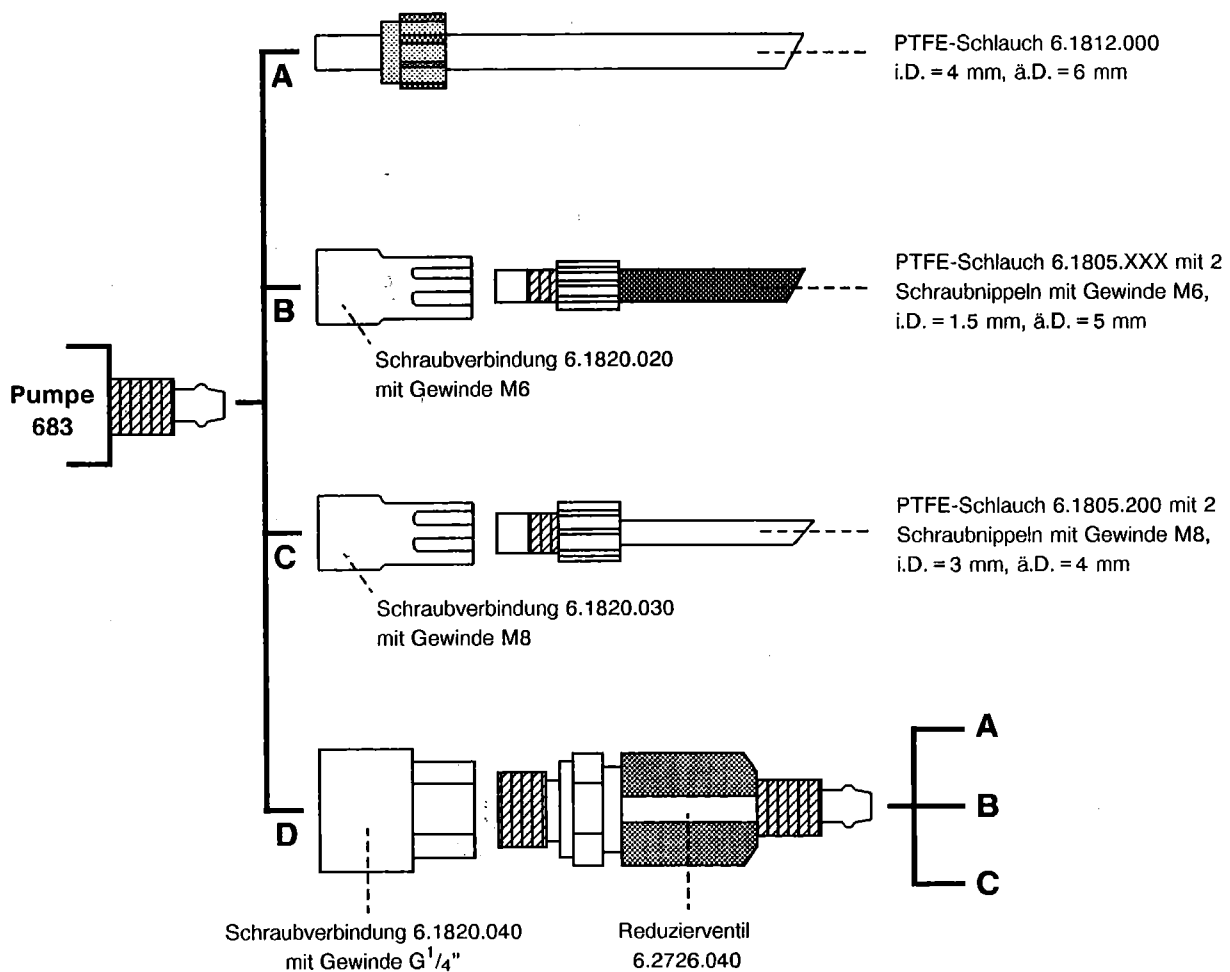 A
PTFE-Schlauch 6.1812.000
i.D. = 4 mm, ä.D. = 6 mm
B
PTFE-Schlauch 6.1805.XXX mit 2
Schraubnippeln mit Gewinde M6,
i.D. = 1.5 mm, ä.D. = 5 mm
Schraubverbindung 6.1820.020
mit Gewinde M6
Pumpe
683
C
PTFE-Schlauch 6.1805.200 mit 2
Schraubnippeln mit Gewinde M8,
i.D. = 3 mm, ä.D. = 4 mm
Schraubverbindung 6.1820.030
mit Gewinde M8
D
A
B
C
Schraubverbindung 6.1820.040
mit Gewinde G1/4"
Reduzierventil
6.2726.040